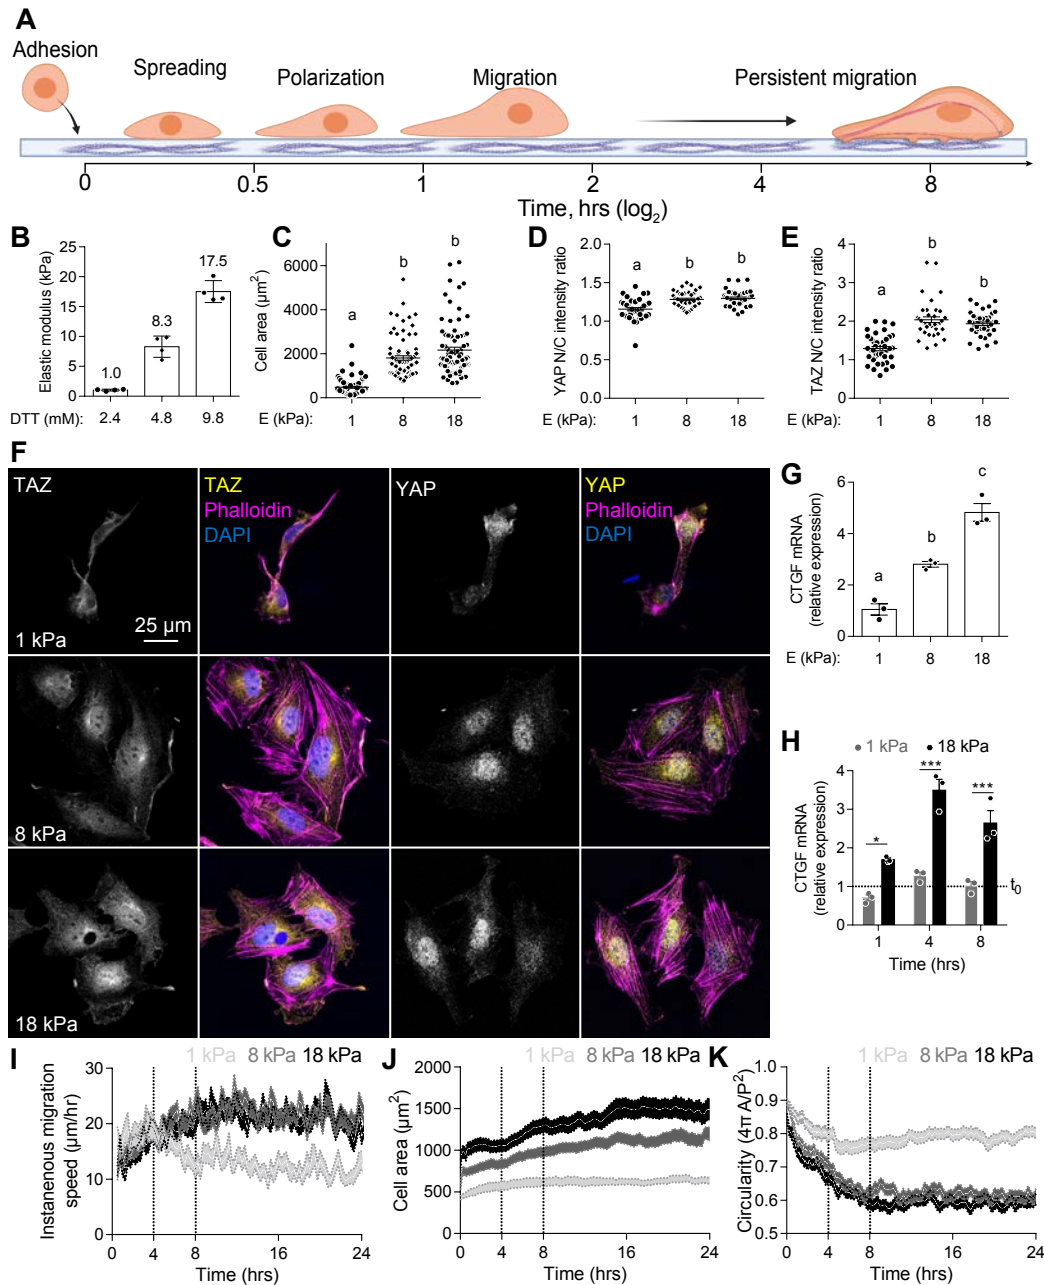 A
Adhesion
Spreading
Polarization
Migration
Persistent migration
0 0.5 1 2 4 8
Time, hrs (log2)
B
Elastic modulus (kPa)
25
20
15
10
5
0
1.0
8.3
17.5
DTT (mM): 2.4 4.8 9.8
C
Cell area (µm²)
6000
4000
2000
0
a
b
b
E (kPa): 1 8 18
D
YAP N/C intensity ratio
2.0
1.5
1.0
0.5
0.0
a
b
b
E (kPa): 1 8 18
E
TAZ N/C intensity ratio
4
3
2
1
0
a
b
b
E (kPa): 1 8 18
F
TAZ
TAZ
Phalloidin
DAPI
YAP
YAP
Phalloidin
DAPI
25 µm
1 kPa
8 kPa
18 kPa
G
CTGF mRNA
(relative expression)
6
4
2
0
a
b
c
E (kPa): 1 8 18
H
1 kPa 18 kPa
CTGF mRNA
(relative expression)
4
3
2
1
0
*
***
***
t0
1 4 8
Time (hrs)
I
1 kPa 8 kPa 18 kPa
Instanenous migration
speed (µm/hr)
30
20
10
0
0 4 8 16 24
Time (hrs)
J
1 kPa 8 kPa 18 kPa
Cell area (µm²)
2000
1500
1000
500
0
0 4 8 16 24
Time (hrs)
K
1 kPa 8 kPa 18 kPa
Circularity (4π A/P²)
1.0
0.9
0.8
0.7
0.6
0.5
0 4 8 16 24
Time (hrs)